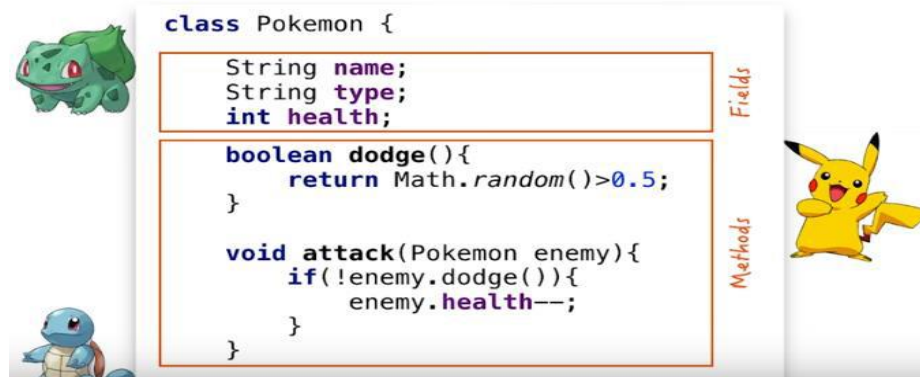 class Pokemon {
String name;
String type;
int health;
Fields
boolean dodge(){
return Math.random()>0.5;
}
void attack(Pokemon enemy){
if(!enemy.dodge()){
enemy.health--;
}
}
Methods